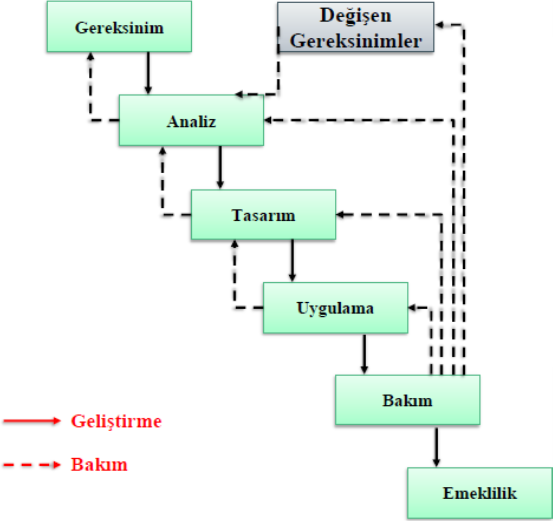 Gereksinim
Değişen
Gereksinimler
Analiz
Tasarım
Uygulama
Bakım
Geliştirme
Bakım
Emeklilik